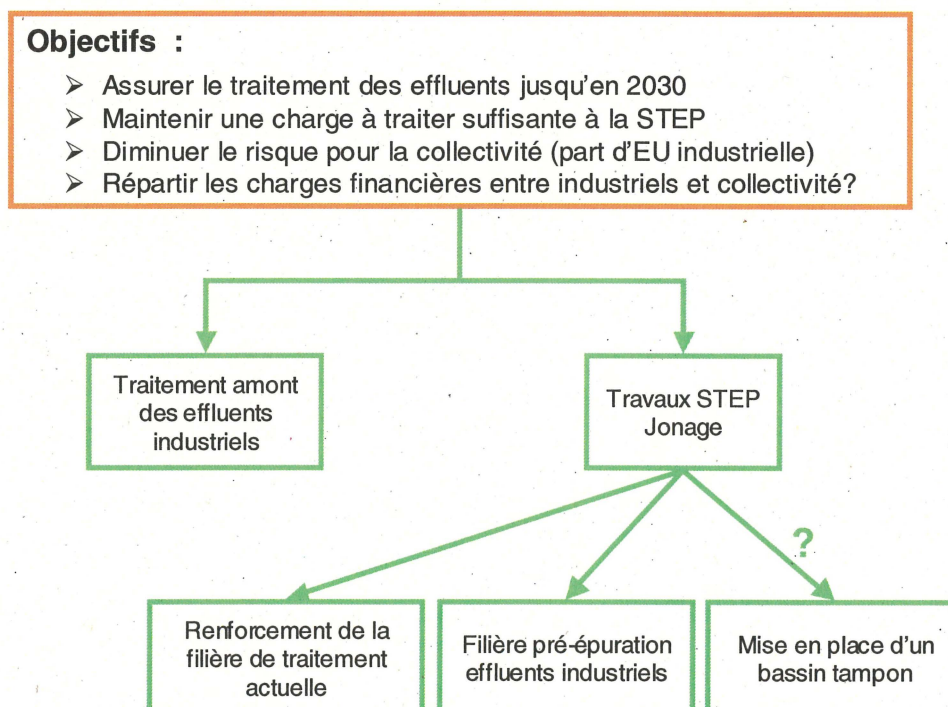 Objectifs :
➢ Assurer le traitement des effluents jusqu'en 2030
➢ Maintenir une charge à traiter suffisante à la STEP
➢ Diminuer le risque pour la collectivité (part d'EU industrielle)
➢ Répartir les charges financières entre industriels et collectivité?
Traitement amont
des effluents
industriels
Travaux STEP
Jonage
?
Renforcement de la
filière de traitement
actuelle
Filière pré-épuration
effluents industriels
Mise en place d'un
bassin tampon